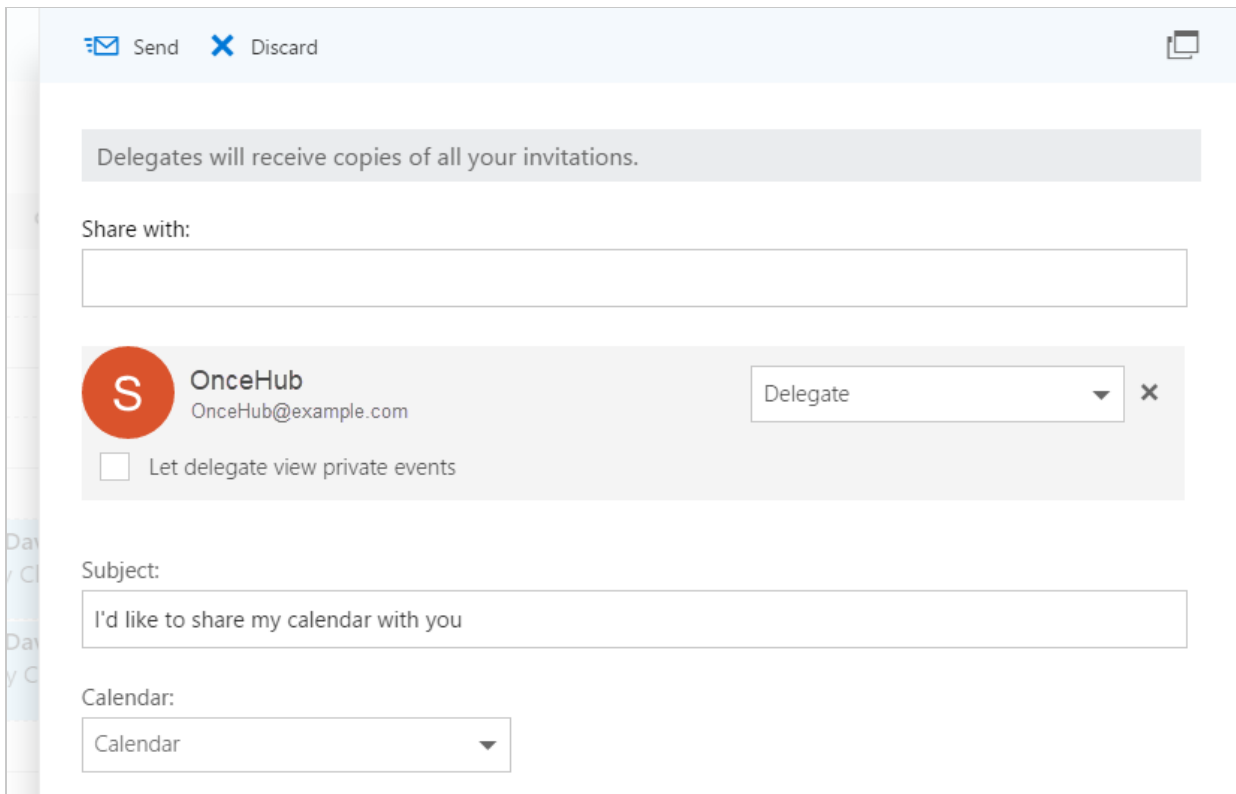 Send Discard
Delegates will receive copies of all your invitations.
Share with:
S
OnceHub
Delegate
OnceHub@example.com
Let delegate view private events
Subject:
I'd like to share my calendar with you
Calendar:
Calendar